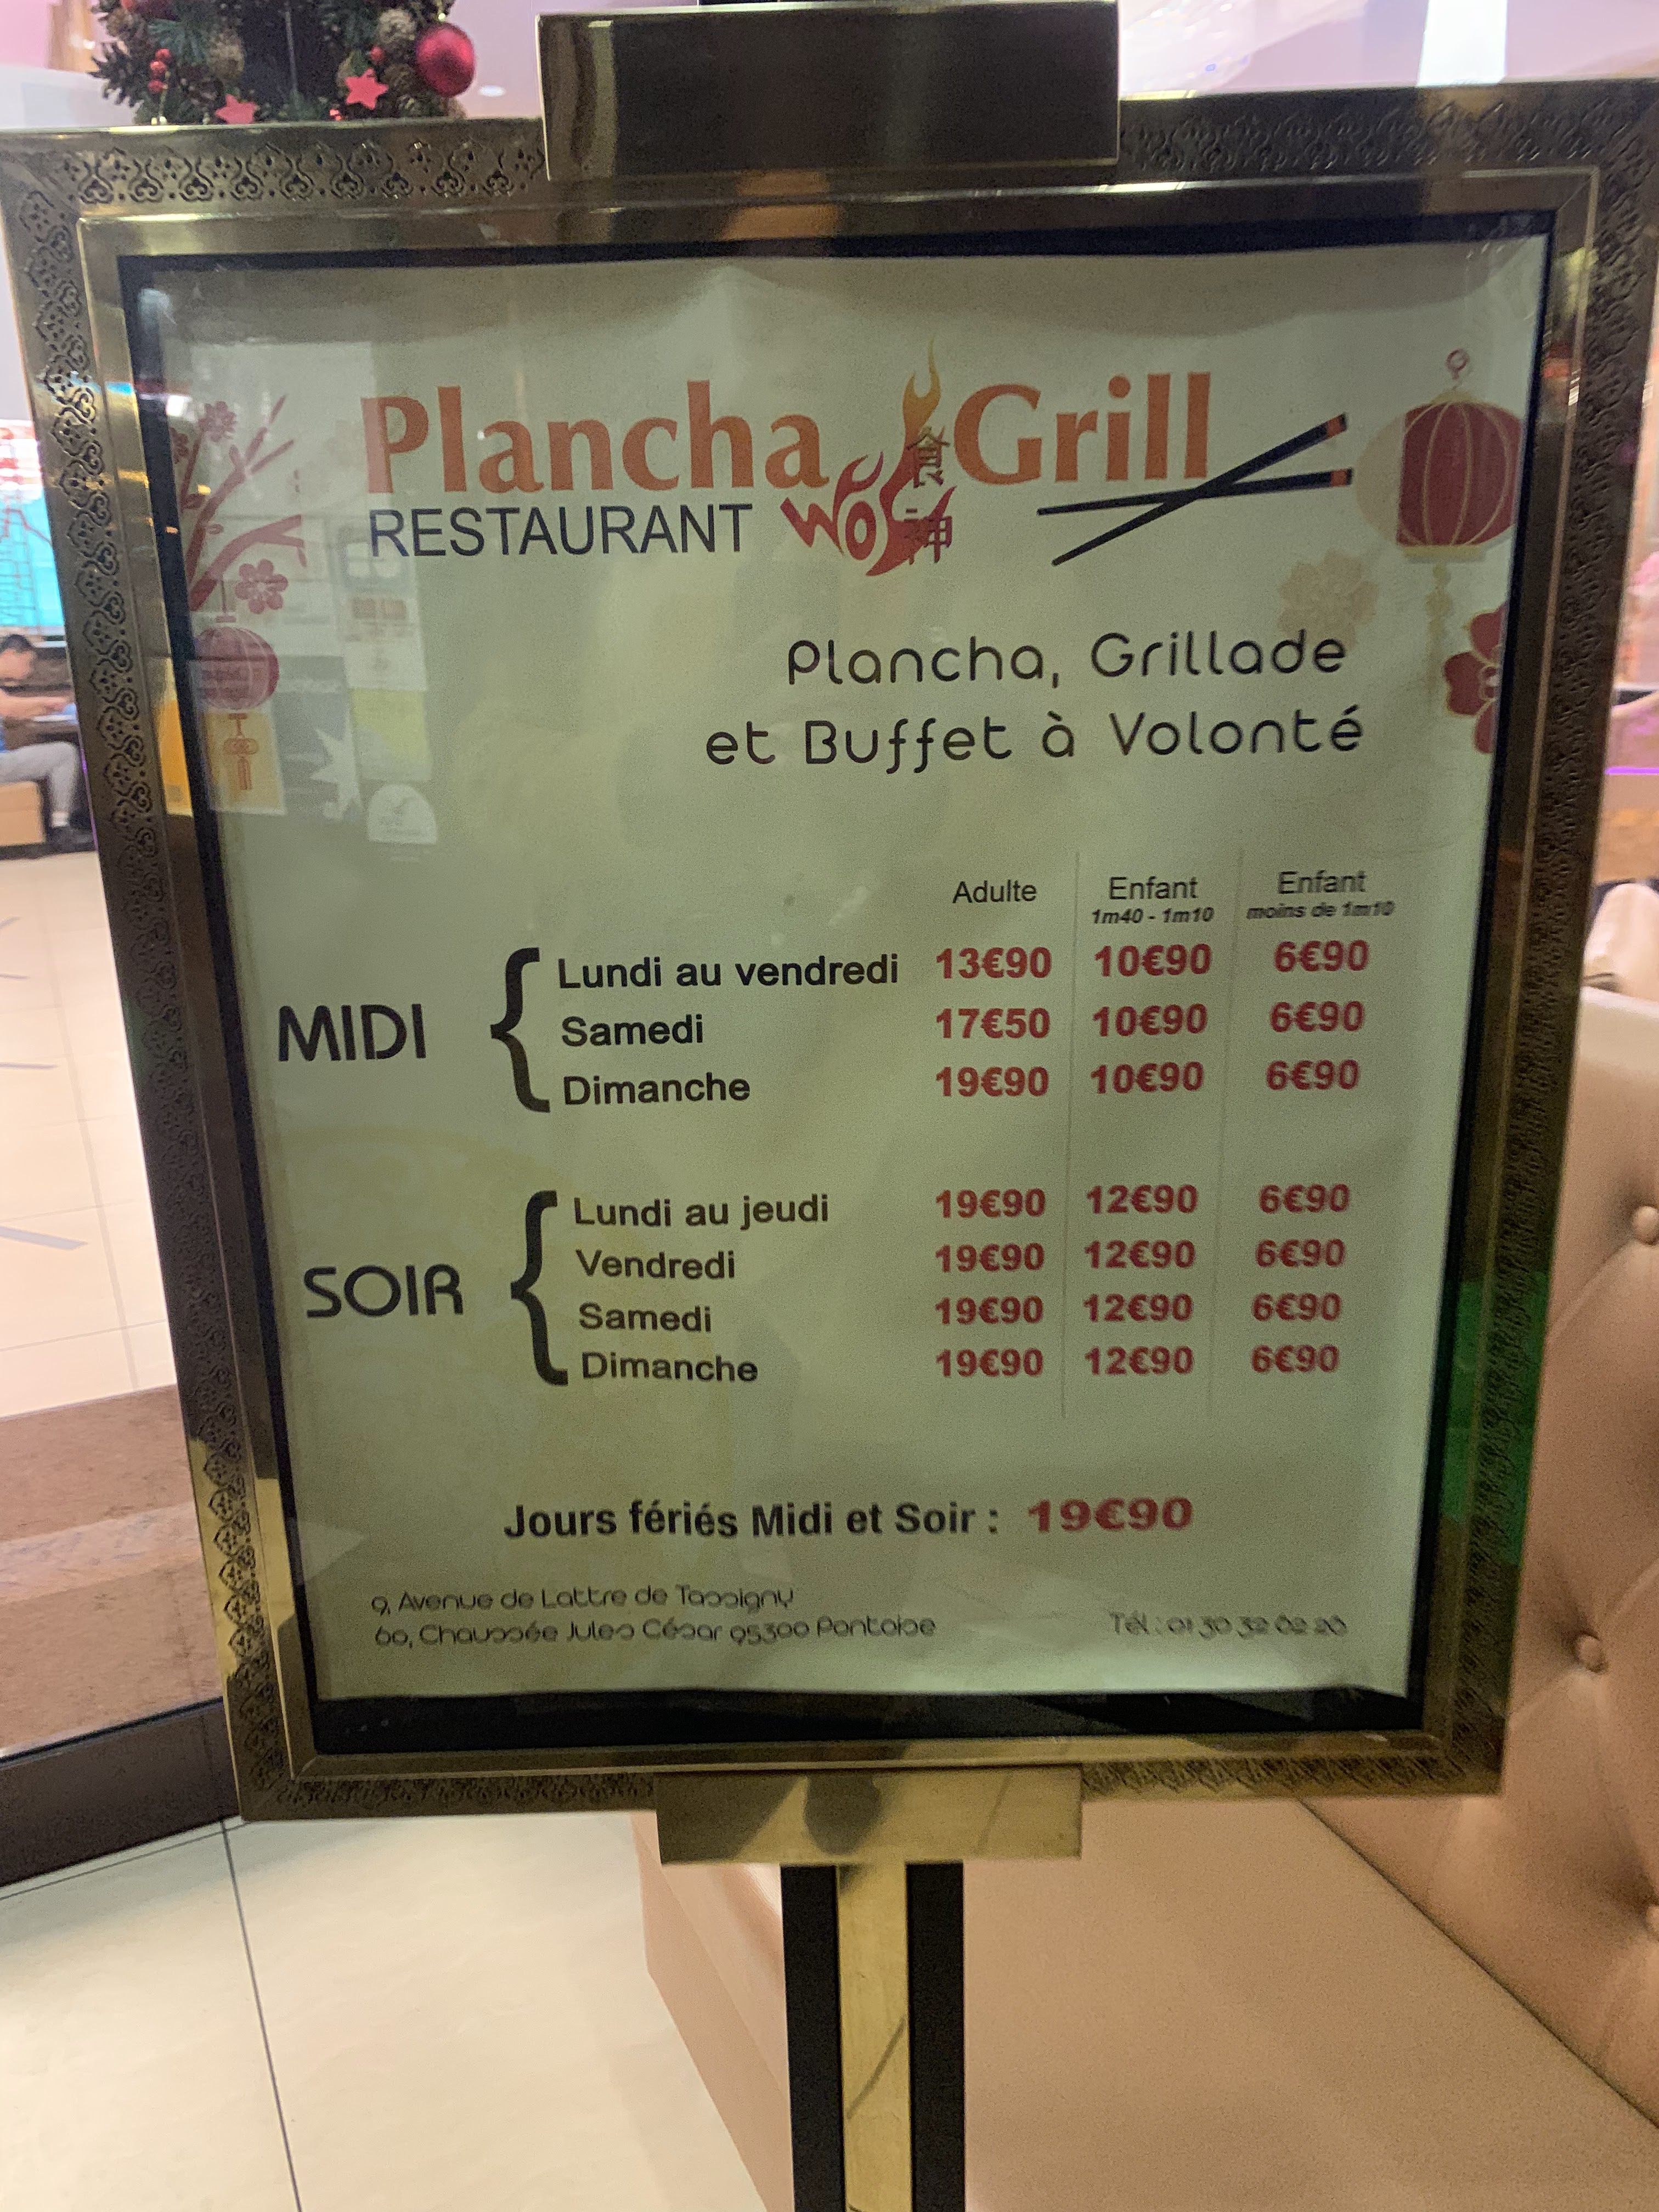 Plancha Grill
RESTAURANT WOK 食神
Plancha, Grillade
et Buffet à Volonté
Adulte Enfant Enfant
1m40 - 1m10 moins de 1m10
MIDI
Lundi au vendredi 13€90 10€90 6€90
Samedi 17€50 10€90 6€90
Dimanche 19€90 10€90 6€90
SOIR
Lundi au jeudi 19€90 12€90 6€90
Vendredi 19€90 12€90 6€90
Samedi 19€90 12€90 6€90
Dimanche 19€90 12€90 6€90
Jours fériés Midi et Soir : 19€90
9, Avenue de Lattre de Tassigny
60, Chaussée Jules César 95300 Pontoise Tél : 01 30 32